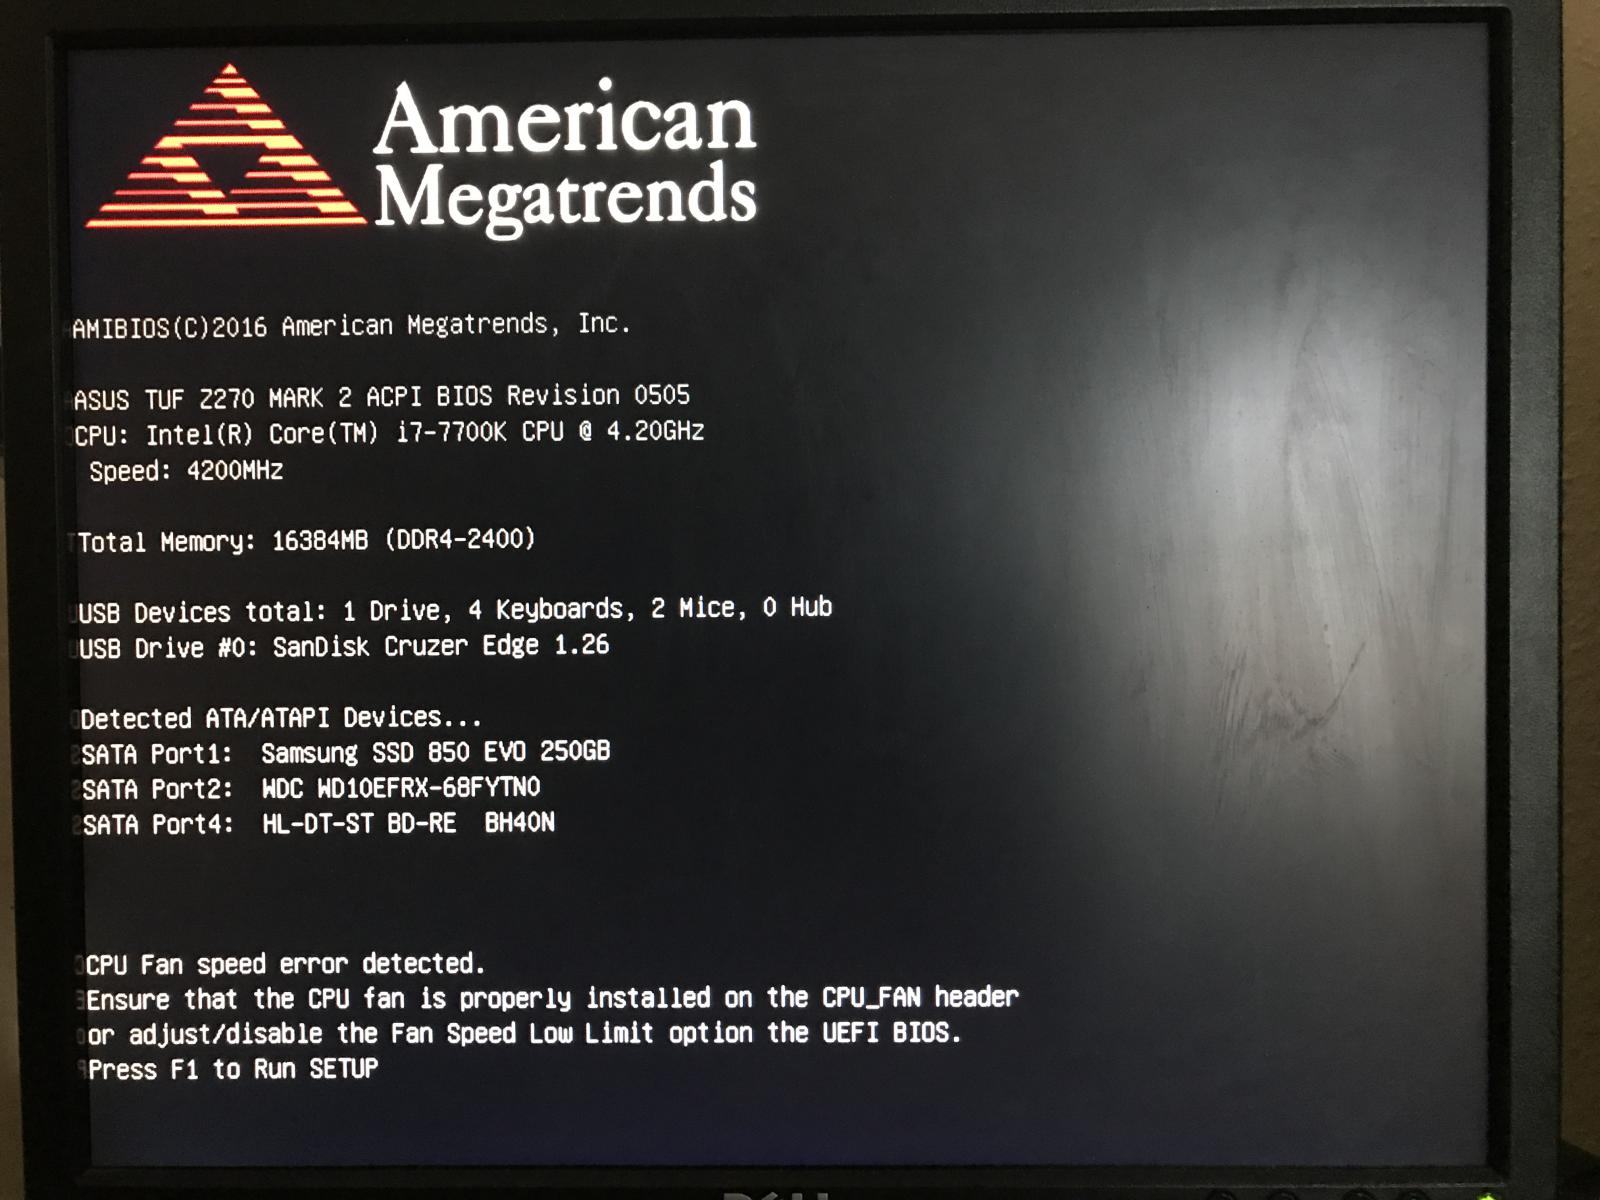 American
Megatrends
AMIBIOS(C)2016 American Megatrends, Inc.
ASUS TUF Z270 MARK 2 ACPI BIOS Revision 0505
CPU: Intel(R) Core(TM) i7-7700K CPU @ 4.20GHz
Speed: 4200MHz
Total Memory: 16384MB (DDR4-2400)
USB Devices total: 1 Drive, 4 Keyboards, 2 Mice, 0 Hub
USB Drive #0: SanDisk Cruzer Edge 1.26
Detected ATA/ATAPI Devices...
SATA Port1:  Samsung SSD 850 EVO 250GB
SATA Port2:  WDC WD10EFRX-68FYTN0
SATA Port4:  HL-DT-ST BD-RE  BH40N
CPU Fan speed error detected.
Ensure that the CPU fan is properly installed on the CPU_FAN header
or adjust/disable the Fan Speed Low Limit option the UEFI BIOS.
Press F1 to Run SETUP